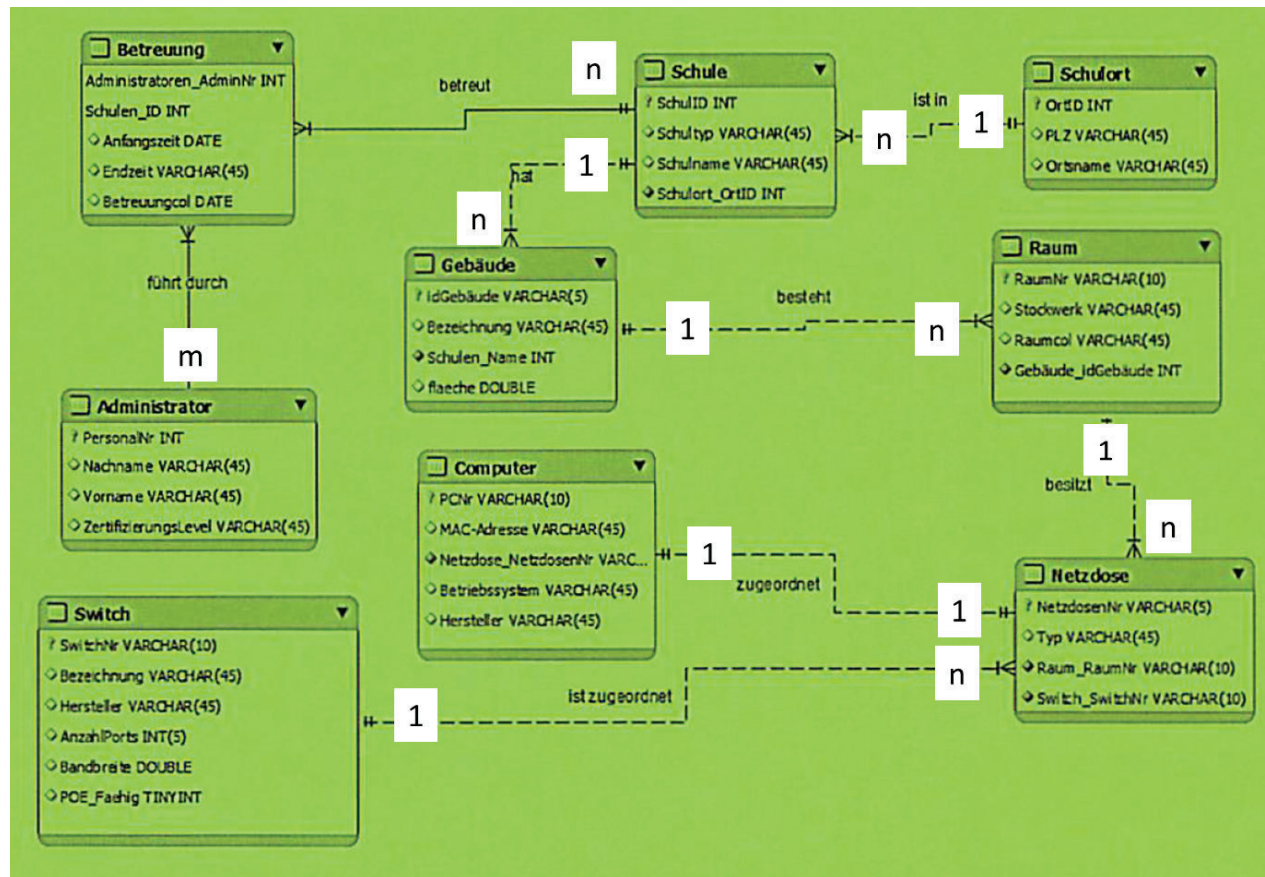 Betreuung
Administratoren_AdminNr INT
Schulen_ID INT
Anfangszeit DATE
Endzeit VARCHAR(45)
Betreuungcol DATE
betreut
n
Schule
SchulID INT
Schultyp VARCHAR(45)
Schulname VARCHAR(45)
Schulort_OrtID INT
ist in
n
1
Schulort
OrtID INT
PLZ VARCHAR(45)
Ortsname VARCHAR(45)
hat
1
n
führt durch
m
Gebäude
idGebäude VARCHAR(5)
Bezeichnung VARCHAR(45)
Schulen_Name INT
flaeche DOUBLE
1
besteht
n
Raum
RaumNr VARCHAR(10)
Stockwerk VARCHAR(45)
Raumcol VARCHAR(45)
Gebäude_idGebäude INT
Administrator
PersonalNr INT
Nachname VARCHAR(45)
Vorname VARCHAR(45)
ZertifizierungsLevel VARCHAR(45)
Computer
PCNr VARCHAR(10)
MAC-Adresse VARCHAR(45)
Netzdose_NetzdosenNr VARC...
Betriebssystem VARCHAR(45)
Hersteller VARCHAR(45)
1
besitzt
n
1
zugeordnet
1
Netzdose
NetzdosenNr VARCHAR(5)
Typ VARCHAR(45)
Raum_RaumNr VARCHAR(10)
Switch_SwitchNr VARCHAR(10)
Switch
SwitchNr VARCHAR(10)
Bezeichnung VARCHAR(45)
Hersteller VARCHAR(45)
AnzahlPorts INT(5)
Bandbreite DOUBLE
POE_Faehig TINYINT
1
ist zugeordnet
n